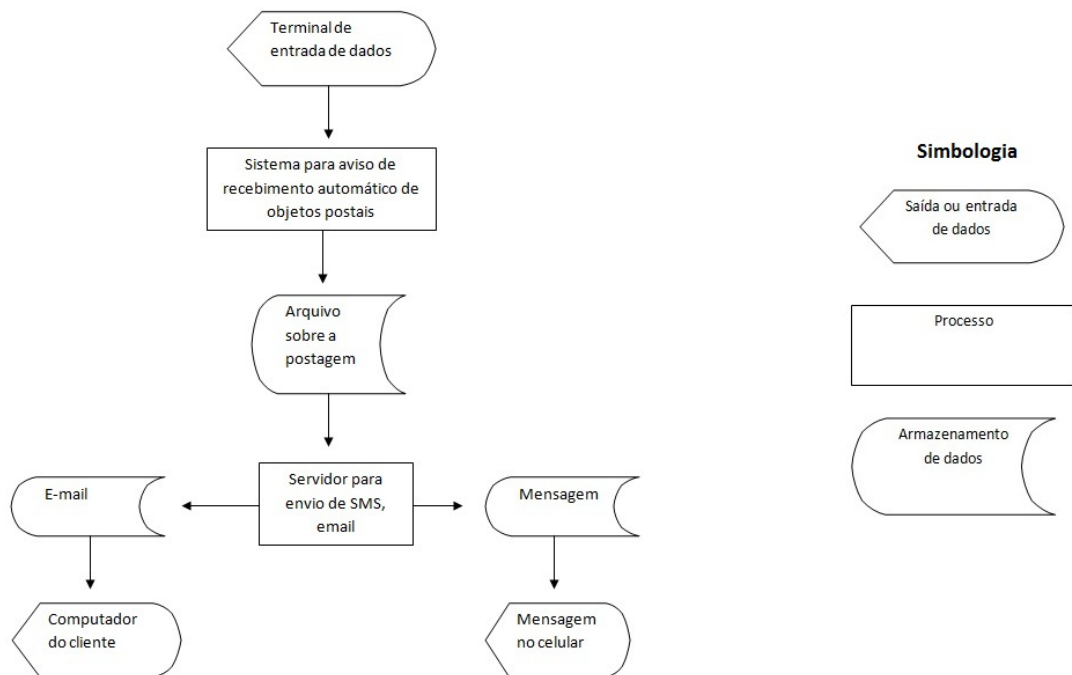 Terminal de
entrada de dados
Sistema para aviso de
recebimento automático de
objetos postais
Arquivo
sobre a
postagem
Servidor para
envio de SMS,
email
E-mail
Mensagem
Computador
do cliente
Mensagem
no celular
Simbologia
Saída ou entrada
de dados
Processo
Armazenamento
de dados